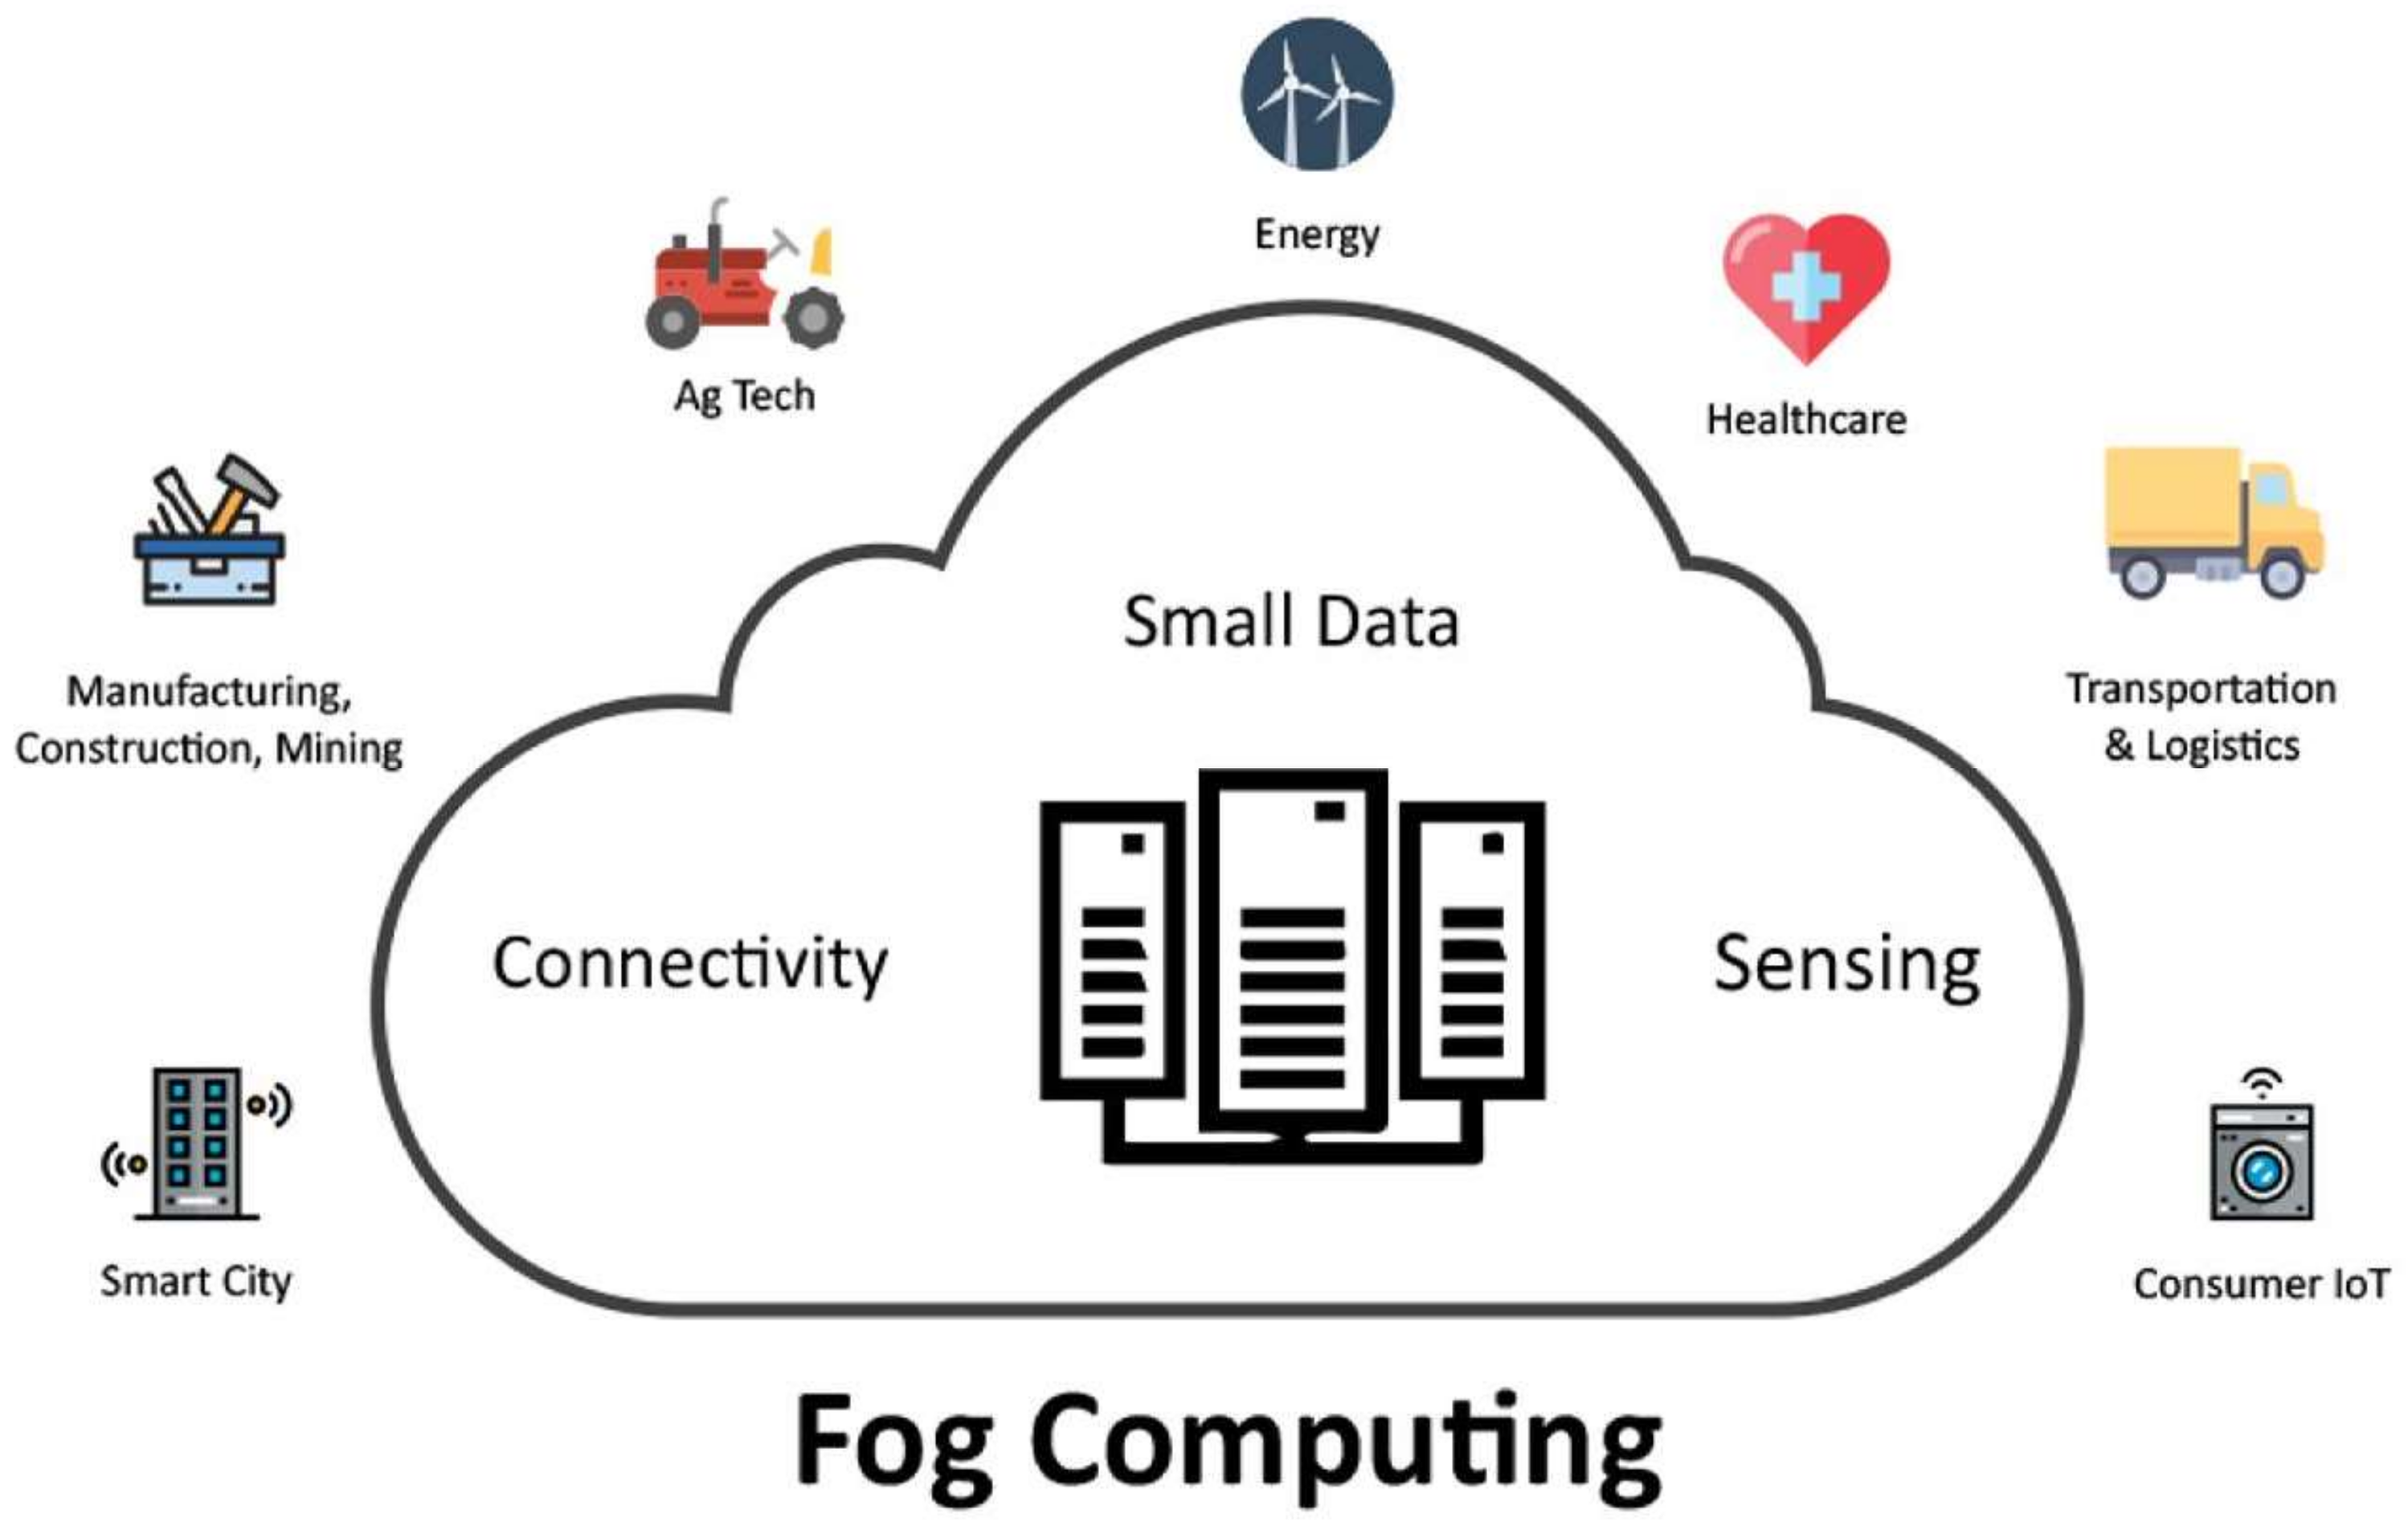 Energy
Ag Tech
Healthcare
Manufacturing,
Construction, Mining
Transportation
& Logistics
Small Data
Connectivity
Sensing
Smart City
Consumer IoT
Fog Computing